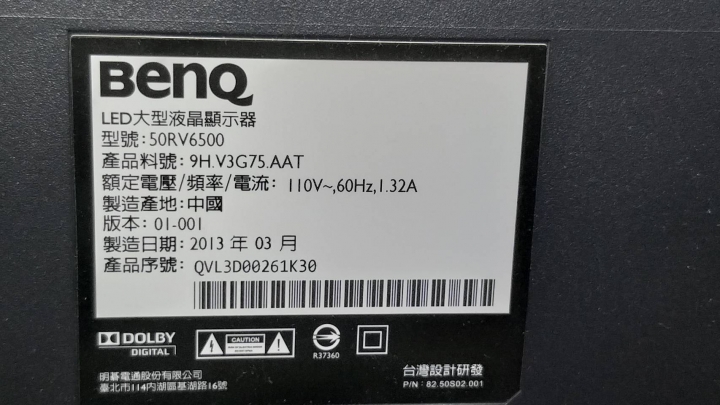 BenQ
LED大型液晶顯示器
型號:50RV6500
產品料號: 9H.V3G75.AAT
額定電壓/頻率/電流: 110V~,60Hz,1.32A
製造產地:中國
版本: 01-001
製造日期: 2013 年 03 月
產品序號: QVL3D00261K30
DOLBY
DIGITAL
CAUTION
R37360
明碁電通股份有限公司
臺北市114內湖區基湖路16號
台灣設計研發
P/N : 82.50S02.001